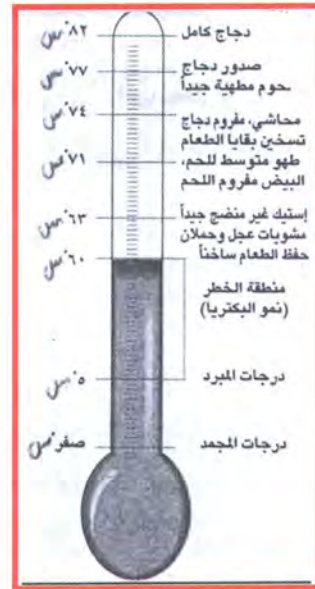 دجاج كامل ٨٢°س
صدور دجاج ٧٧°س
حوم مطهية جيداً.
محاشي، مفروم دجاج ٧٤°س
تسخين بقايا الطعام
طهو متوسط للحم، ٧١°س
البيض مفروم اللحم
إستيك غير منضج جيداً ٦٣°س
مشويات عجل وحملان
حفظ الطعام ساخناً ٦٠°س
منطقة الخطر
(نمو البكتريا)
درجات المبرد ٥°س
درجات المجمد صفر°س